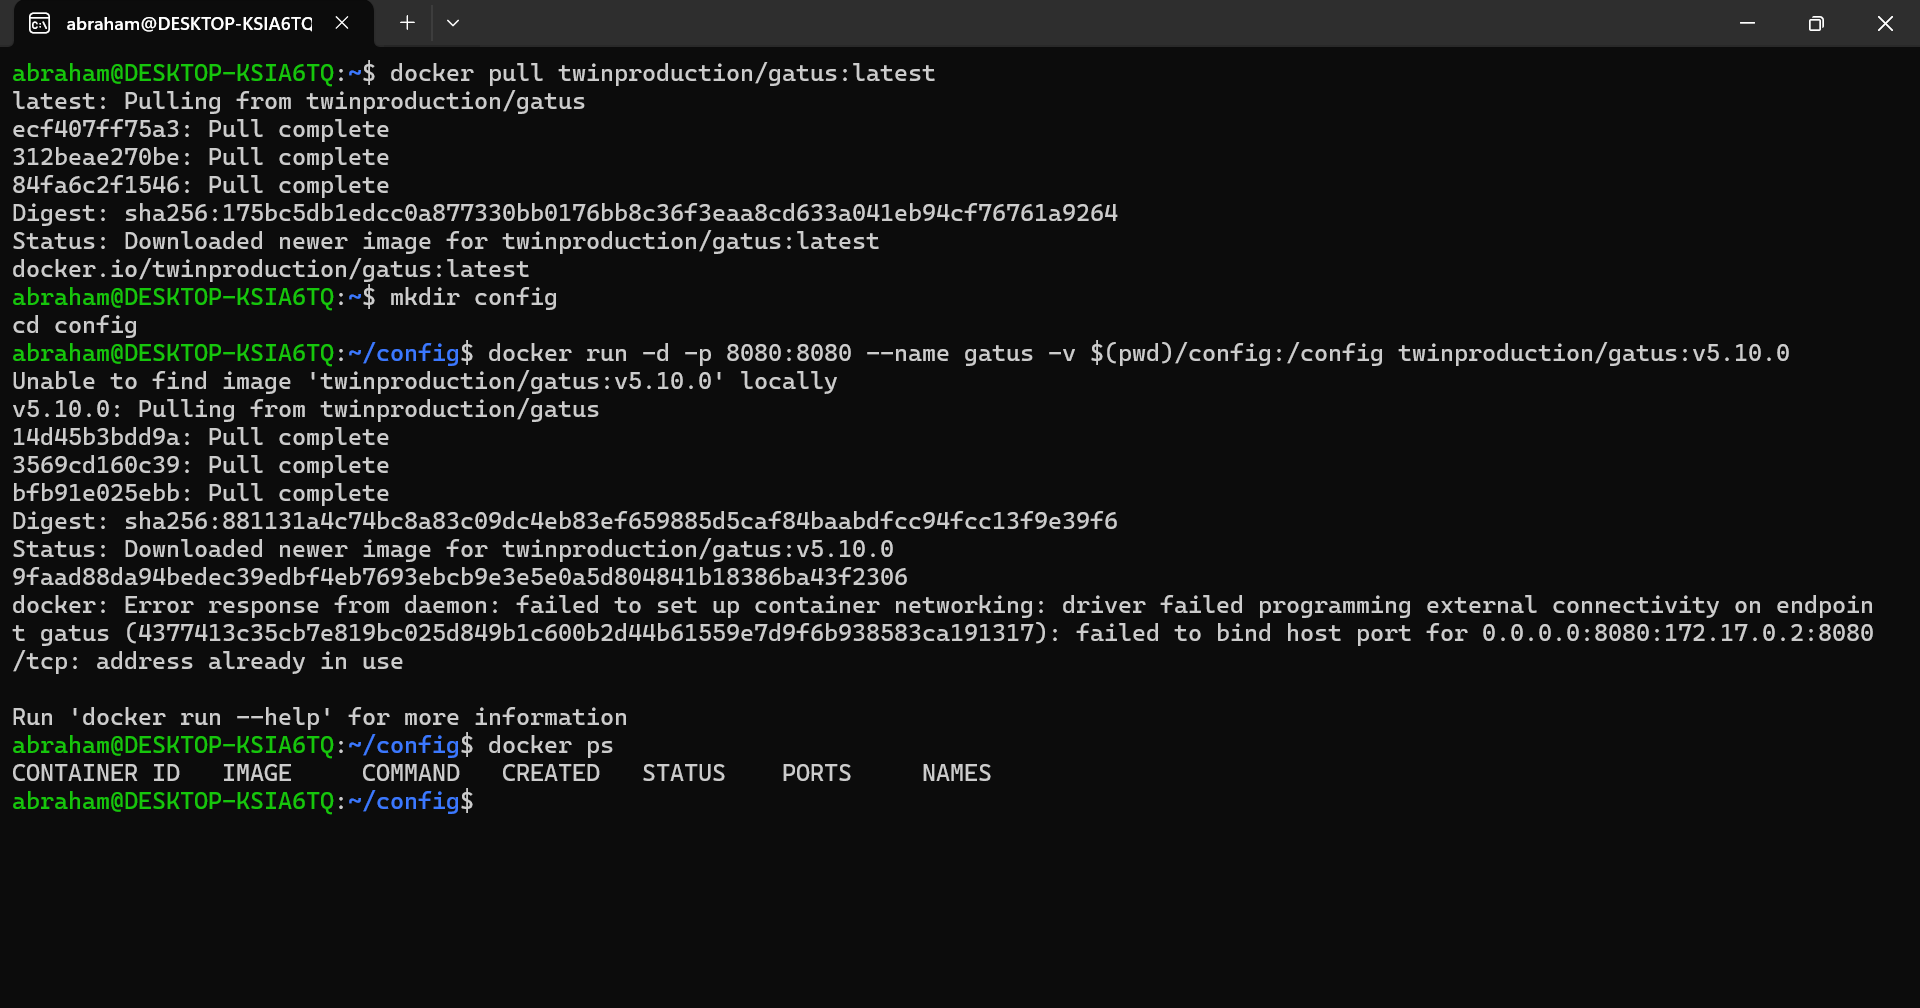 abraham@DESKTOP-KSIA6TQ
abraham@DESKTOP-KSIA6TQ:~$ docker pull twinproduction/gatus:latest
latest: Pulling from twinproduction/gatus
ecf407ff75a3: Pull complete
312beae270be: Pull complete
84fa6c2f1546: Pull complete
Digest: sha256:175bc5db1edcc0a877330bb0176bb8c36f3eaa8cd633a041eb94cf76761a9264
Status: Downloaded newer image for twinproduction/gatus:latest
docker.io/twinproduction/gatus:latest
abraham@DESKTOP-KSIA6TQ:~$ mkdir config
cd config
abraham@DESKTOP-KSIA6TQ:~/config$ docker run -d -p 8080:8080 --name gatus -v $(pwd)/config:/config twinproduction/gatus:v5.10.0
Unable to find image 'twinproduction/gatus:v5.10.0' locally
v5.10.0: Pulling from twinproduction/gatus
14d45b3bdd9a: Pull complete
3569cd160c39: Pull complete
bfb91e025ebb: Pull complete
Digest: sha256:881131a4c74bc8a83c09dc4eb83ef659885d5caf84baabdfcc94fcc13f9e39f6
Status: Downloaded newer image for twinproduction/gatus:v5.10.0
9faad88da94bedec39edbf4eb7693ebcb9e3e5e0a5d804841b18386ba43f2306
docker: Error response from daemon: failed to set up container networking: driver failed programming external connectivity on endpoin
t gatus (4377413c35cb7e819bc025d849b1c600b2d44b61559e7d9f6b938583ca191317): failed to bind host port for 0.0.0.0:8080:172.17.0.2:8080
/tcp: address already in use
Run 'docker run --help' for more information
abraham@DESKTOP-KSIA6TQ:~/config$ docker ps
CONTAINER ID   IMAGE     COMMAND   CREATED   STATUS    PORTS     NAMES
abraham@DESKTOP-KSIA6TQ:~/config$